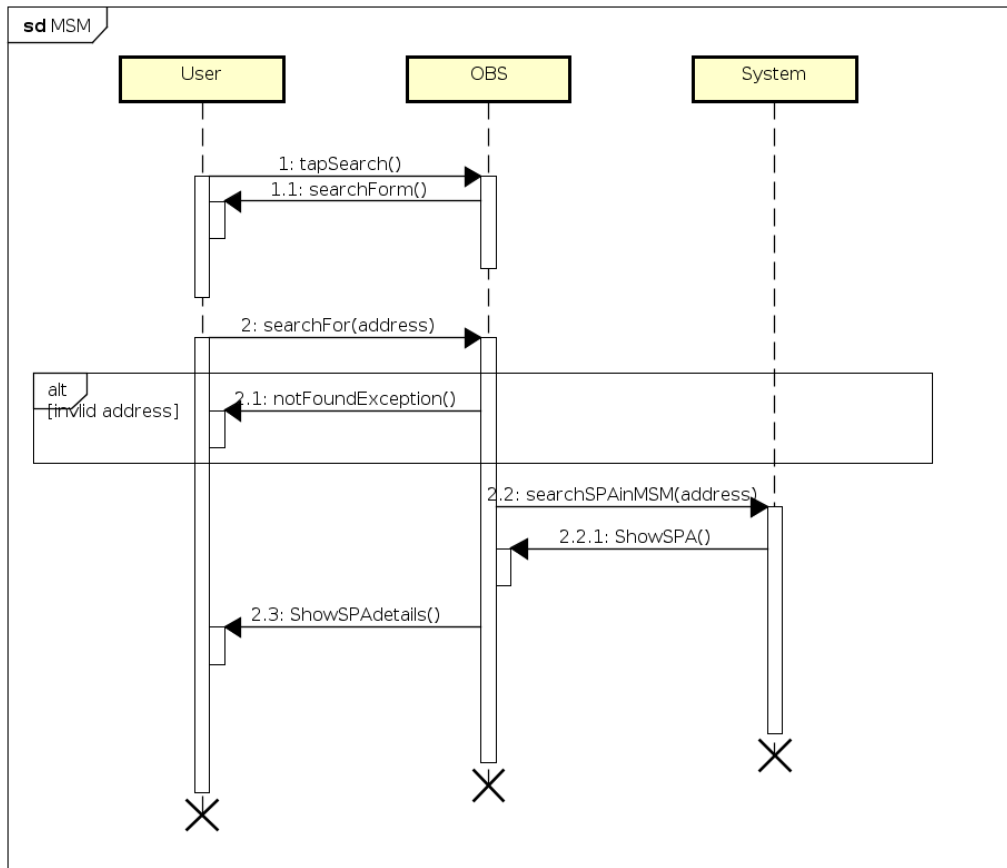 sd MSM
User
OBS
System
1: tapSearch()
1.1: searchForm()
2: searchFor(address)
alt
[invlid address]
2.1: notFoundException()
2.2: searchSPAinMSM(address)
2.2.1: ShowSPA()
2.3: ShowSPAdetails()